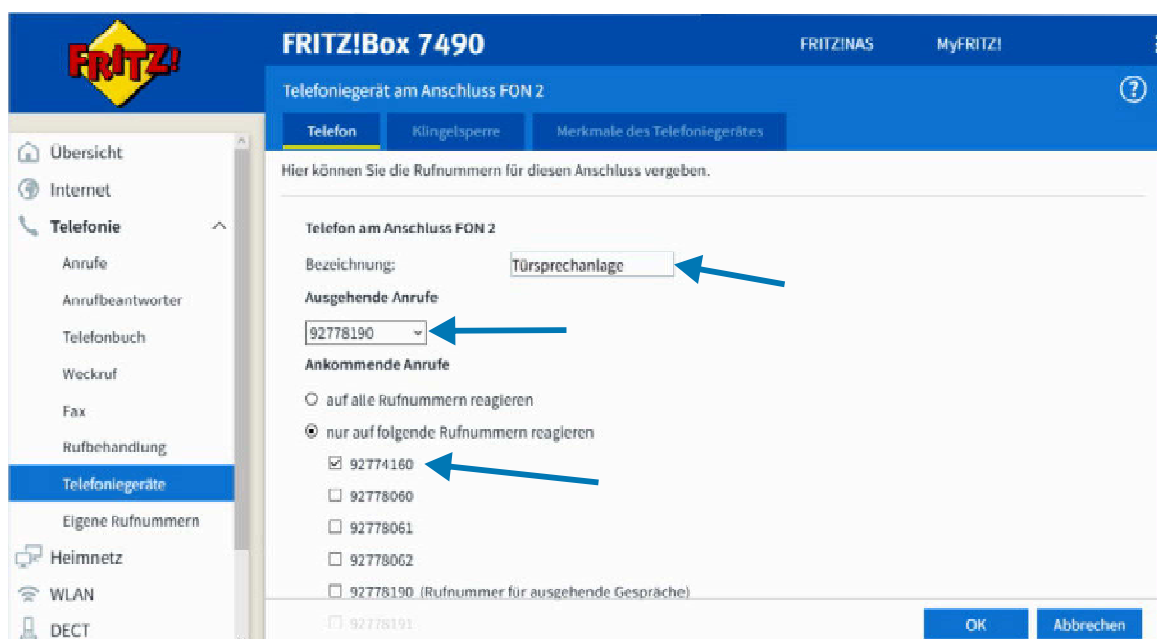 FRITZ!
FRITZ!Box 7490
FRITZ!NAS
MyFRITZ!
Telefoniegerät am Anschluss FON 2
?
Telefon
Klingelsperre
Merkmale des Telefoniegerätes
Übersicht
Internet
Telefonie
Anrufe
Anrufbeantworter
Telefonbuch
Weckruf
Fax
Rufbehandlung
Telefoniegeräte
Eigene Rufnummern
Heimnetz
WLAN
DECT
Hier können Sie die Rufnummern für diesen Anschluss vergeben.
Telefon am Anschluss FON 2
Bezeichnung: Türsprechanlage
Ausgehende Anrufe
92778190
Ankommende Anrufe
auf alle Rufnummern reagieren
nur auf folgende Rufnummern reagieren
92774160
92778060
92778061
92778062
92778190 (Rufnummer für ausgehende Gespräche)
92778191
OK
Abbrechen